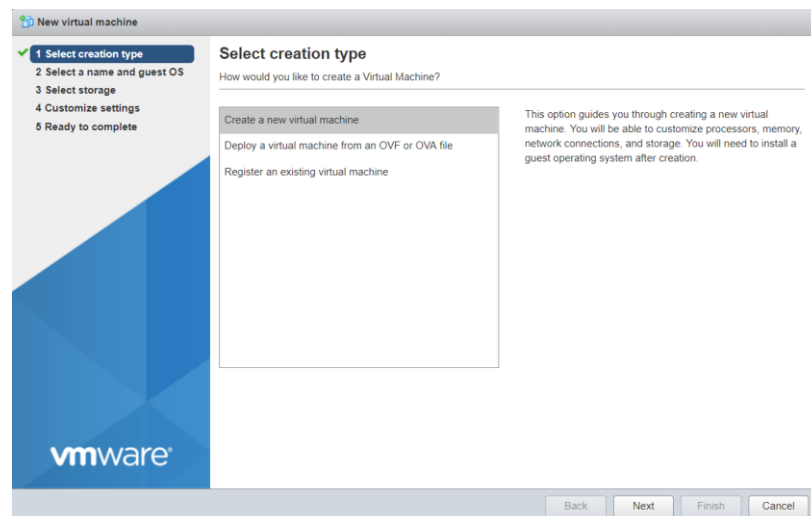 New virtual machine
1 Select creation type
2 Select a name and guest OS
3 Select storage
4 Customize settings
5 Ready to complete
vmware®
Select creation type
How would you like to create a Virtual Machine?
Create a new virtual machine
Deploy a virtual machine from an OVF or OVA file
Register an existing virtual machine
This option guides you through creating a new virtual
machine. You will be able to customize processors, memory,
network connections, and storage. You will need to install a
guest operating system after creation.
Back Next Finish Cancel